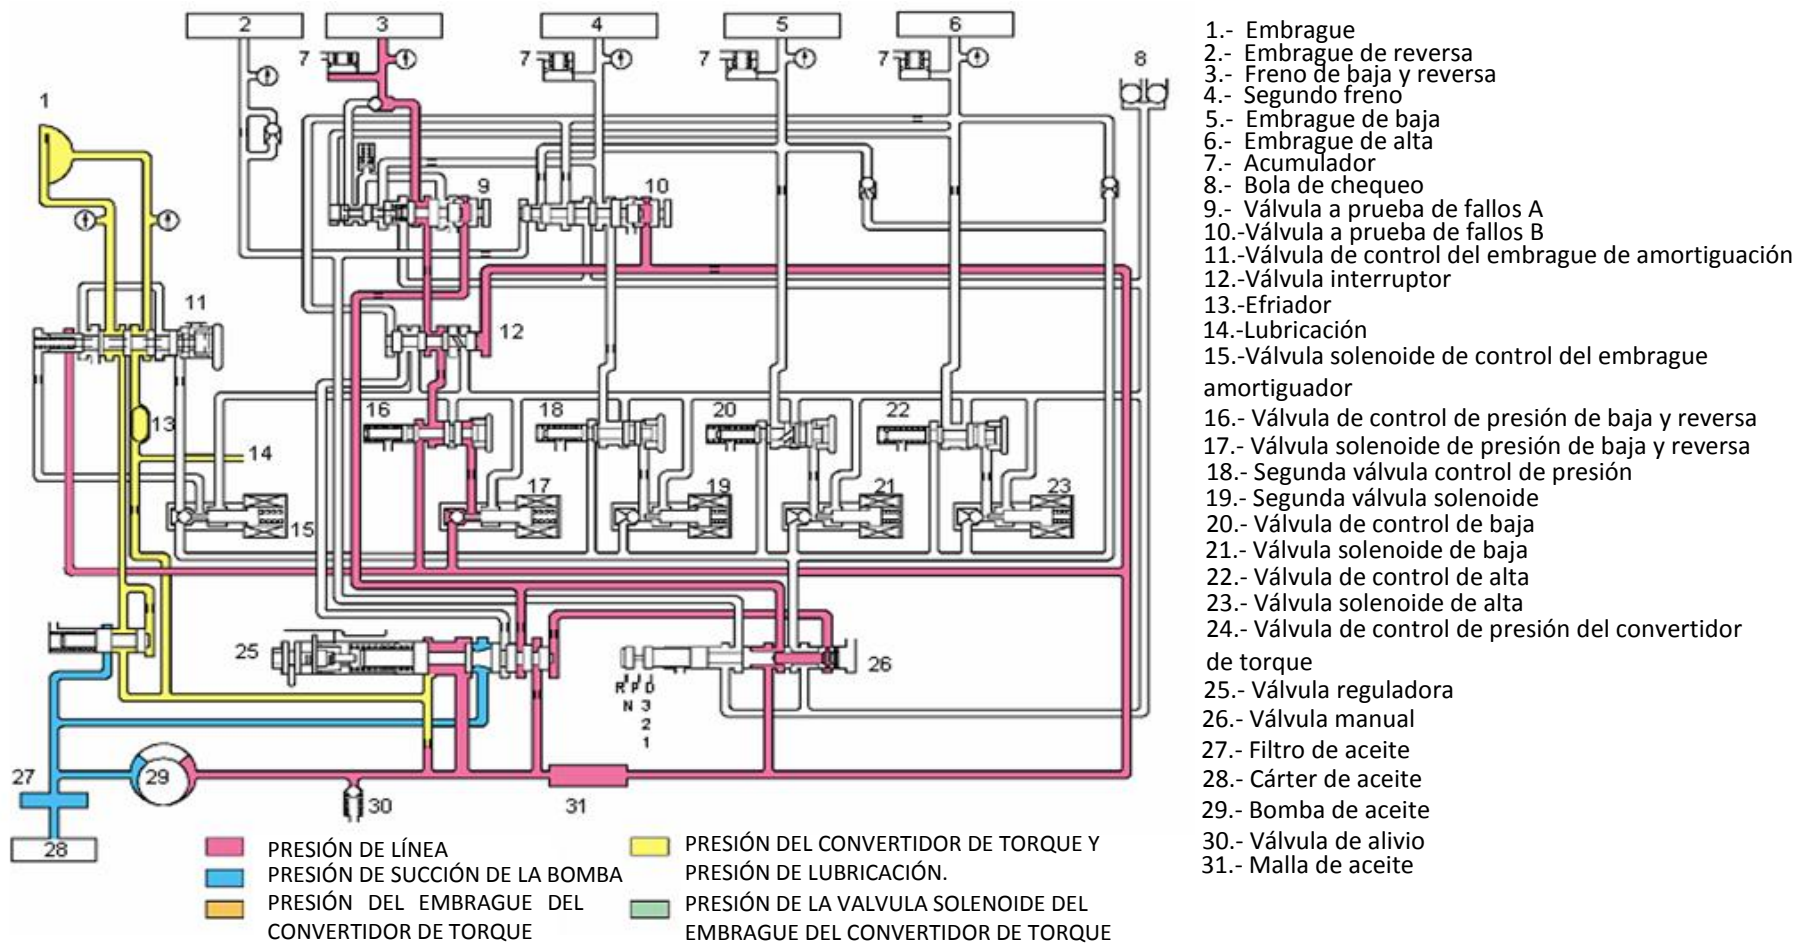 2
3
4
5
6
7
7
7
7
8
1
9
10
11
12
13
14
15
16
17
18
19
20
21
22
23
25
26
R P D
N 3
2
1
27
28
29
30
31
1.- Embrague
2.- Embrague de reversa
3.- Freno de baja y reversa
4.- Segundo freno
5.- Embrague de baja
6.- Embrague de alta
7.- Acumulador
8.- Bola de chequeo
9.- Válvula a prueba de fallos A
10.-Válvula a prueba de fallos B
11.-Válvula de control del embrague de amortiguación
12.-Válvula interruptor
13.-Efriador
14.-Lubricación
15.-Válvula solenoide de control del embrague
amortiguador
16.- Válvula de control de presión de baja y reversa
17.- Válvula solenoide de presión de baja y reversa
18.- Segunda válvula control de presión
19.- Segunda válvula solenoide
20.- Válvula de control de baja
21.- Válvula solenoide de baja
22.- Válvula de control de alta
23.- Válvula solenoide de alta
24.- Válvula de control de presión del convertidor
de torque
25.- Válvula reguladora
26.- Válvula manual
27.- Filtro de aceite
28.- Cárter de aceite
29.- Bomba de aceite
30.- Válvula de alivio
31.- Malla de aceite
PRESIÓN DE LÍNEA
PRESIÓN DE SUCCIÓN DE LA BOMBA
PRESIÓN DEL EMBRAGUE DEL
CONVERTIDOR DE TORQUE
PRESIÓN DEL CONVERTIDOR DE TORQUE Y
PRESIÓN DE LUBRICACIÓN.
PRESIÓN DE LA VALVULA SOLENOIDE DEL
EMBRAGUE DEL CONVERTIDOR DE TORQUE